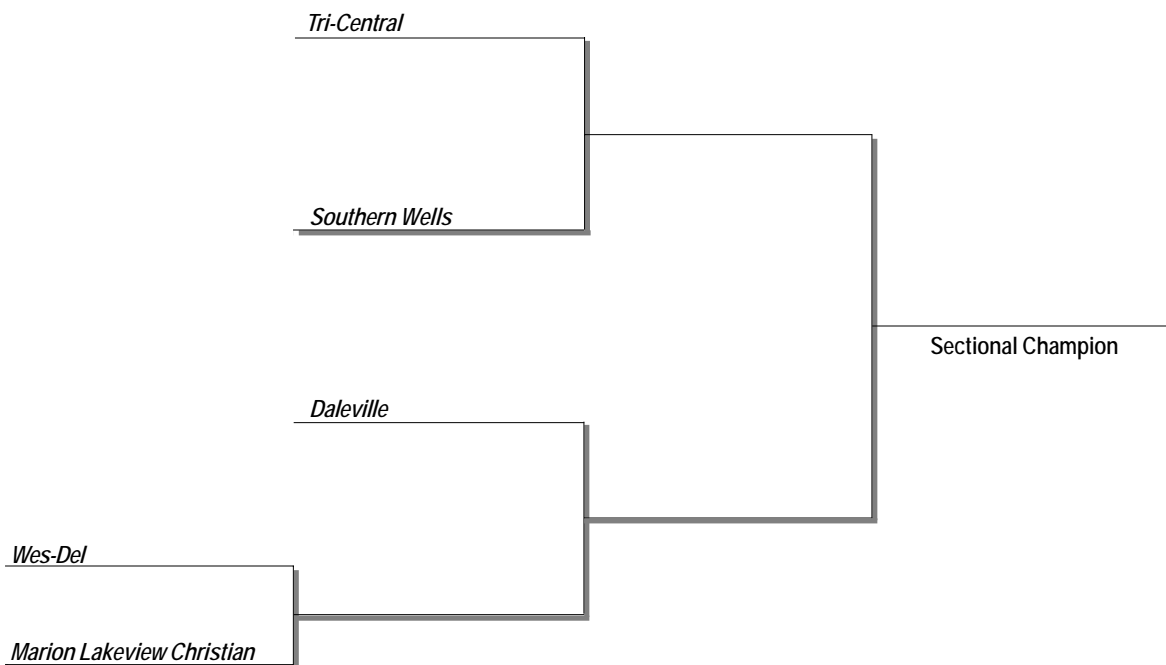 Tri-Central
Southern Wells
Sectional Champion
Daleville
Wes-Del
Marion Lakeview Christian